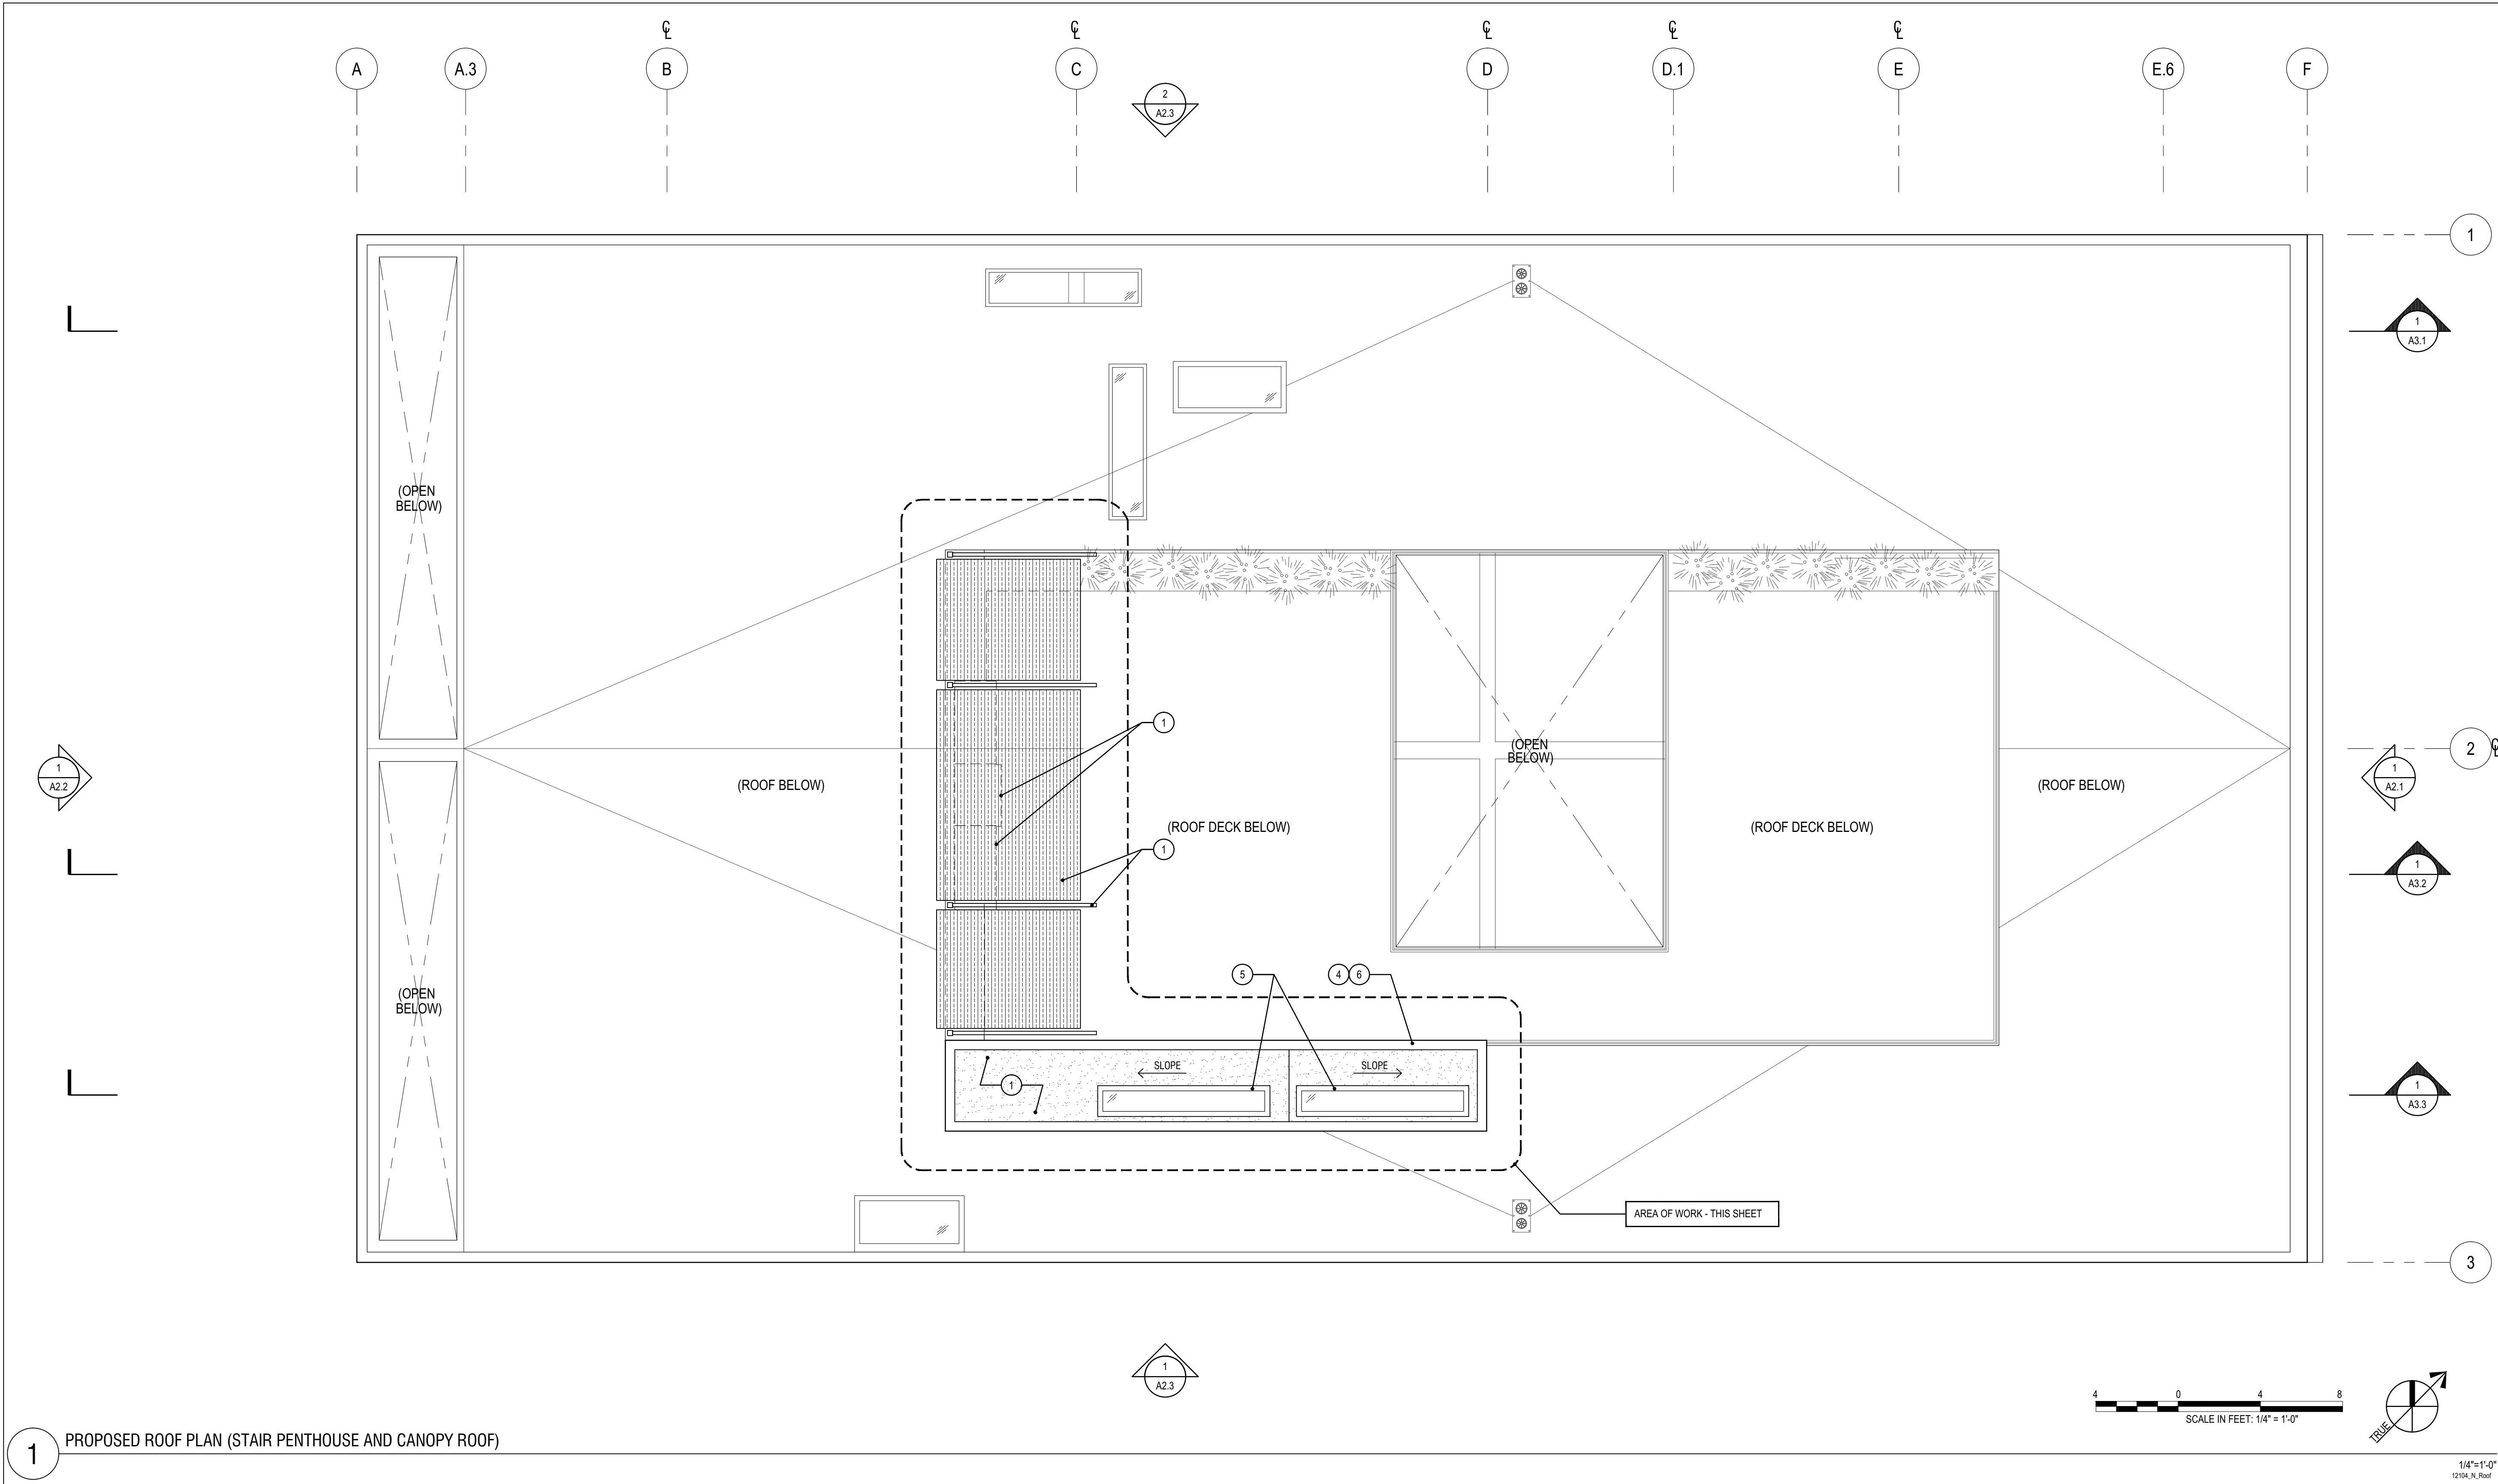 ℄
℄
℄
℄
℄
A
A.3
B
C
D
D.1
E
E.6
F
2
A2.3
1
1
A3.1
(OPEN
BELOW)
1
(OPEN
BELOW)
2
℄
1
A2.2
1
A2.1
(ROOF BELOW)
(ROOF BELOW)
(ROOF DECK BELOW)
(ROOF DECK BELOW)
1
1
A3.2
5
4
6
(OPEN
BELOW)
SLOPE
SLOPE
1
1
A3.3
AREA OF WORK - THIS SHEET
3
1
A2.3
4
0
4
8
SCALE IN FEET: 1/4" = 1'-0"
TRUE
1
PROPOSED ROOF PLAN (STAIR PENTHOUSE AND CANOPY ROOF)
1/4"=1'-0"
12104_N_Roof